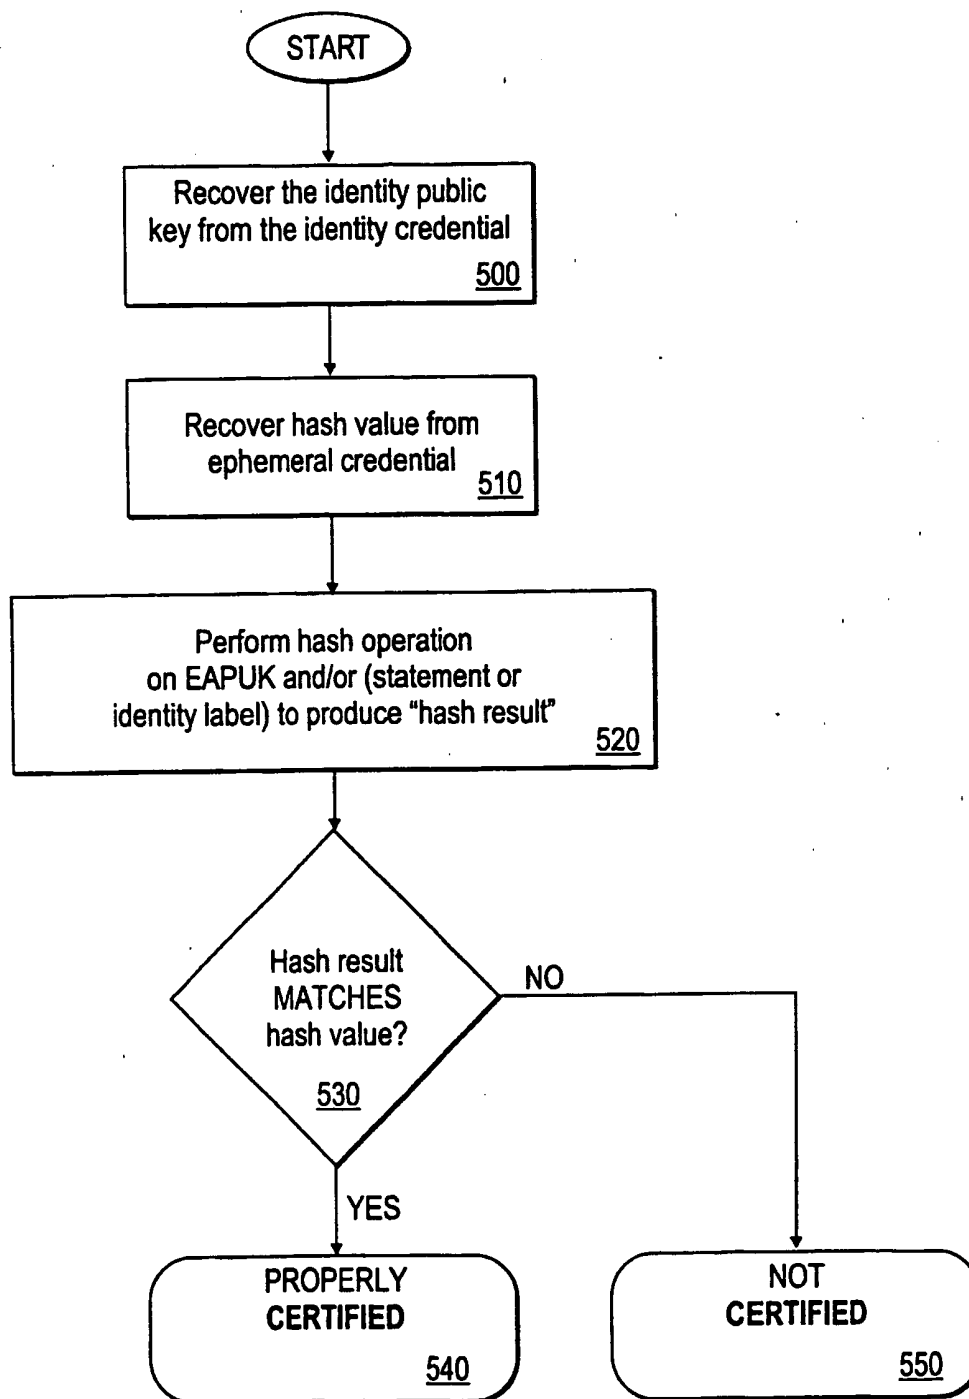 START
Recover the identity public
key from the identity credential
500
Recover hash value from
ephemeral credential
510
Perform hash operation
on EAPUK and/or (statement or
identity label) to produce “hash result”
520
Hash result
MATCHES
hash value?
530
NO
YES
PROPERLY
CERTIFIED
540
NOT
CERTIFIED
550